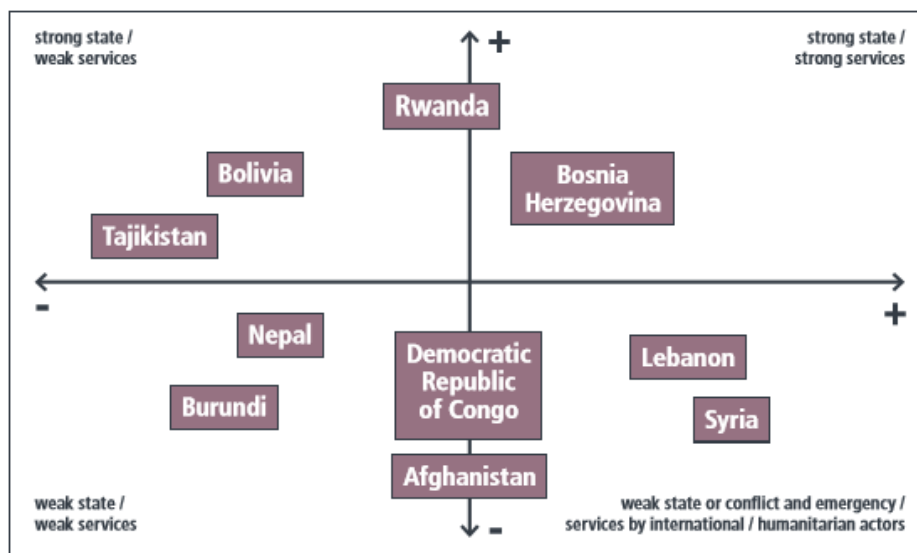 strong state /
weak services
+
strong state /
strong services
Rwanda
Bolivia
Bosnia
Herzegovina
Tajikistan
-
+
Nepal
Democratic
Republic
of Congo
Lebanon
Burundi
Syria
Afghanistan
weak state /
weak services
-
weak state or conflict and emergency /
services by international / humanitarian actors